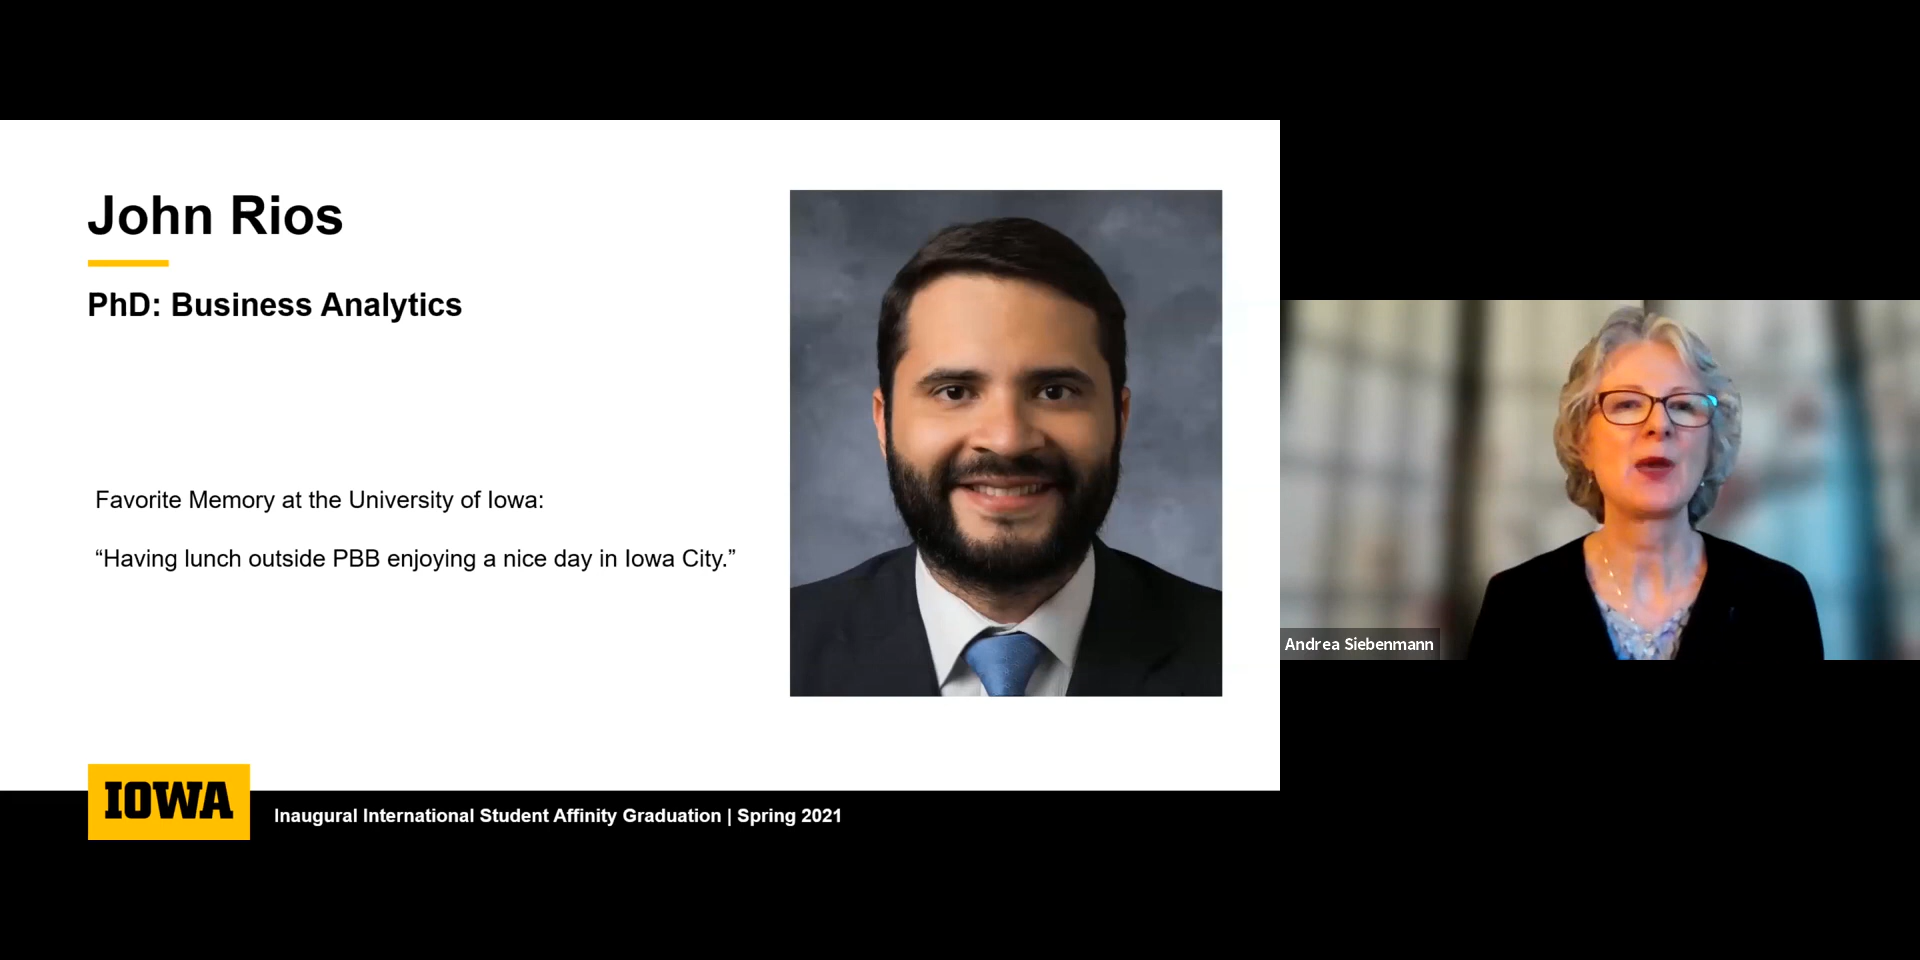 John Rios
PhD: Business Analytics
Favorite Memory at the University of Iowa:
“Having lunch outside PBB enjoying a nice day in Iowa City.”
Andrea Siebenmann
IOWA
Inaugural International Student Affinity Graduation | Spring 2021